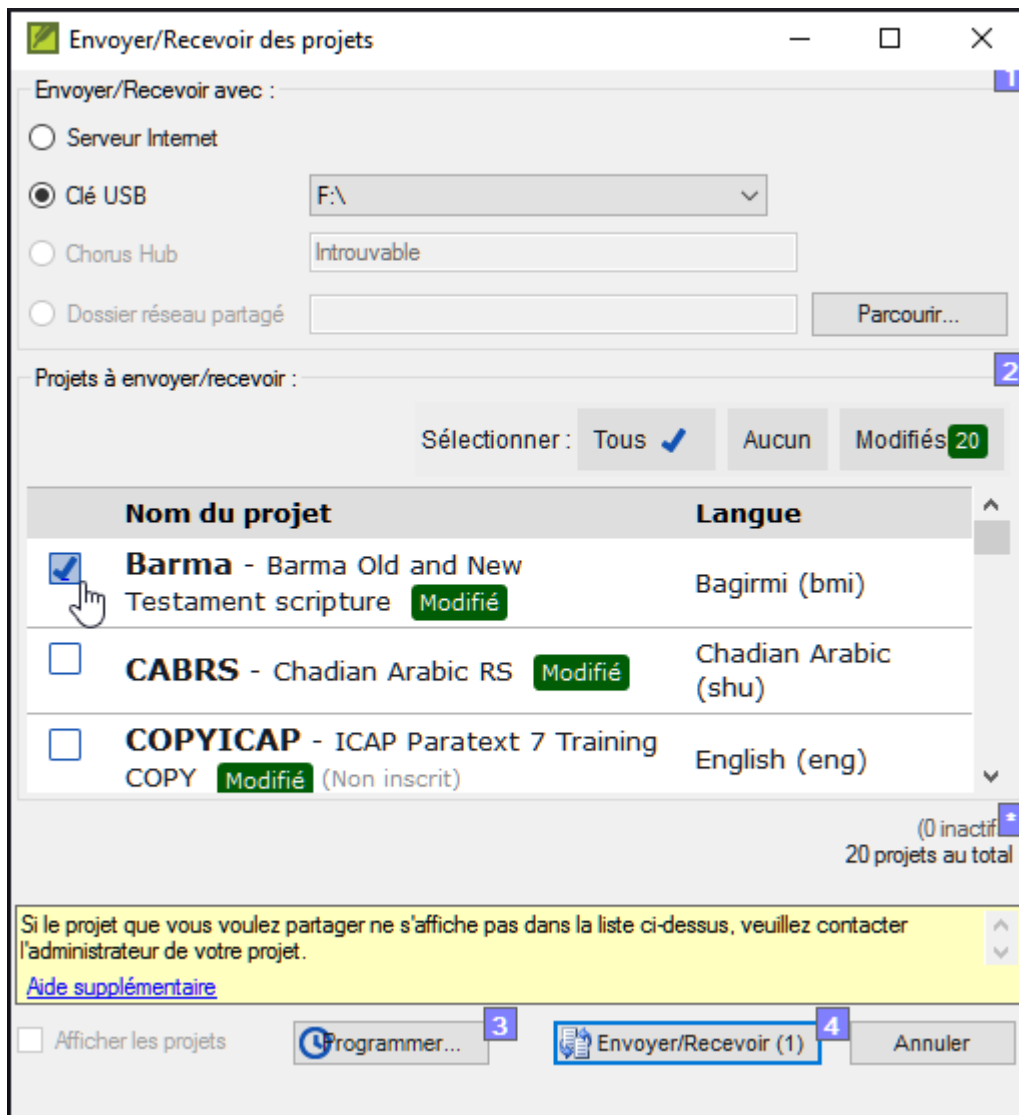 Envoyer/Recevoir des projets
1
Envoyer/Recevoir avec :
Serveur Internet
Clé USB F:\
Chorus Hub Introuvable
Dossier réseau partagé Parcourir...
2
Projets à envoyer/recevoir :
Sélectionner : Tous Aucun Modifiés 20
Nom du projet Langue
Barma - Barma Old and New
Testament scripture Modifié
Bagirmi (bmi)
CABRS - Chadian Arabic RS Modifié
Chadian Arabic
(shu)
COPYICAP - ICAP Paratext 7 Training
COPY Modifié (Non inscrit)
English (eng)
(0 inactif *
20 projets au total
Si le projet que vous voulez partager ne s'affiche pas dans la liste ci-dessus, veuillez contacter
l'administrateur de votre projet.
Aide supplémentaire
Afficher les projets Programmer... 3 Envoyer/Recevoir (1) 4 Annuler